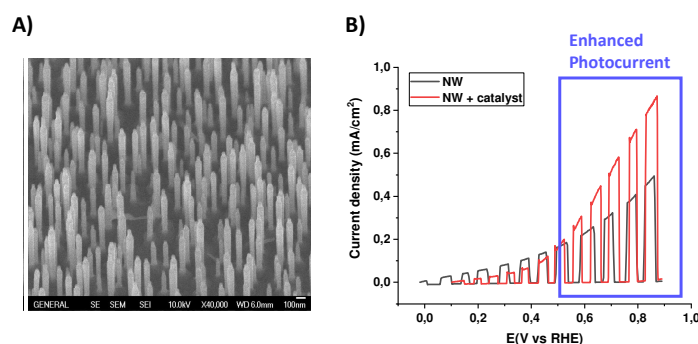 A)
GENERAL SE SEM SEI 10.0kV X40,000 WD 6.0mm 100nm
B)
Enhanced
Photocurrent
NW
NW + catalyst
Current density (mA/cm²)
1,0
0,8
0,6
0,4
0,2
0,0
0,0 0,2 0,4 0,6 0,8 1,0
E(V vs RHE)